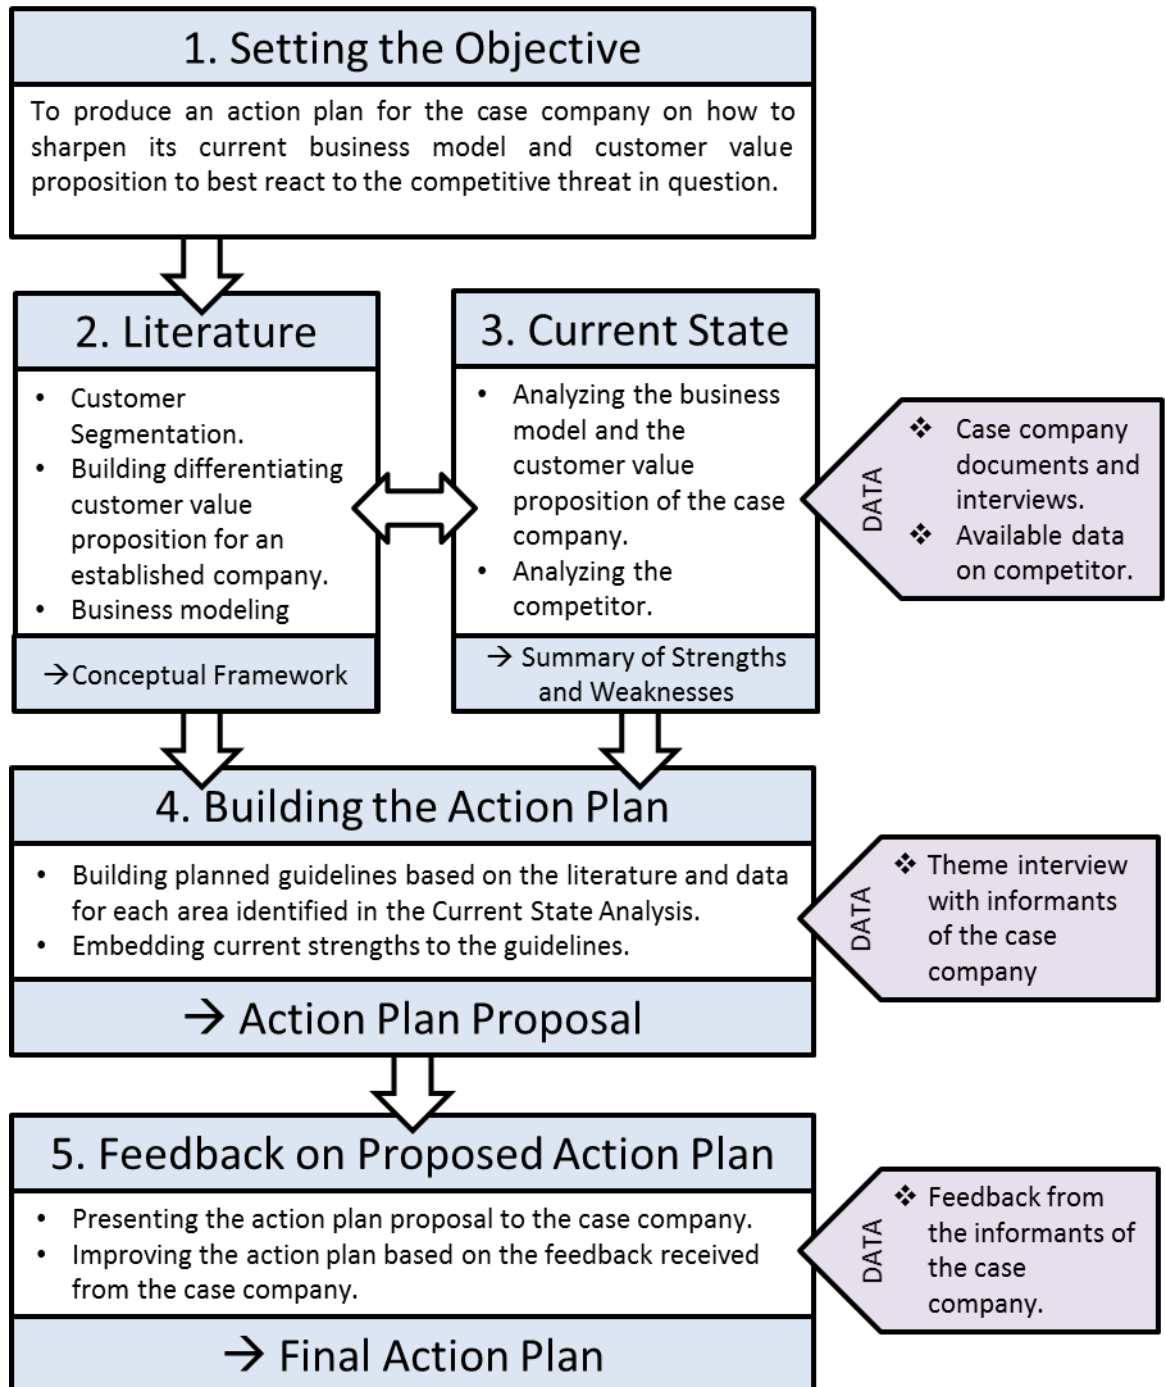 1. Setting the Objective
To produce an action plan for the case company on how to
sharpen its current business model and customer value
proposition to best react to the competitive threat in question.
2. Literature
• Customer
Segmentation.
• Building differentiating
customer value
proposition for an
established company.
• Business modeling
→Conceptual Framework
3. Current State
• Analyzing the business
model and the
customer value
proposition of the case
company.
• Analyzing the
competitor.
→ Summary of Strengths
and Weaknesses
DATA
❖ Case company
documents and
interviews.
❖ Available data
on competitor.
4. Building the Action Plan
• Building planned guidelines based on the literature and data
for each area identified in the Current State Analysis.
• Embedding current strengths to the guidelines.
→ Action Plan Proposal
DATA
❖ Theme interview
with informants
of the case
company
5. Feedback on Proposed Action Plan
• Presenting the action plan proposal to the case company.
• Improving the action plan based on the feedback received
from the case company.
→ Final Action Plan
DATA
❖ Feedback from
the informants of
the case
company.